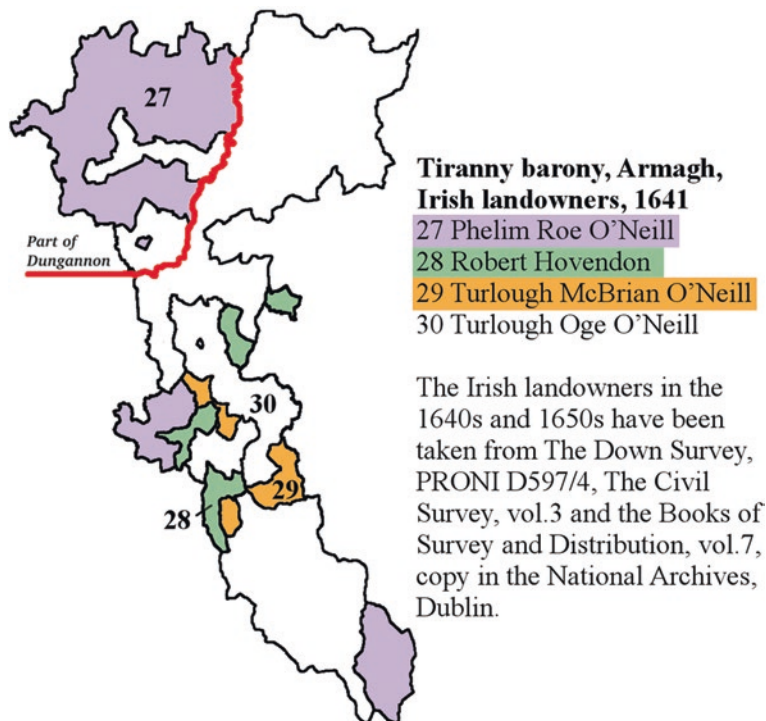 27
Tiranny barony, Armagh,
Irish landowners, 1641
27 Phelim Roe O’Neill
28 Robert Hovendon
29 Turlough McBrian O’Neill
30 Turlough Oge O’Neill
Part of
Dungannon
30
29
28
The Irish landowners in the
1640s and 1650s have been
taken from The Down Survey,
PRONI D597/4, The Civil
Survey, vol.3 and the Books of
Survey and Distribution, vol.7,
copy in the National Archives,
Dublin.